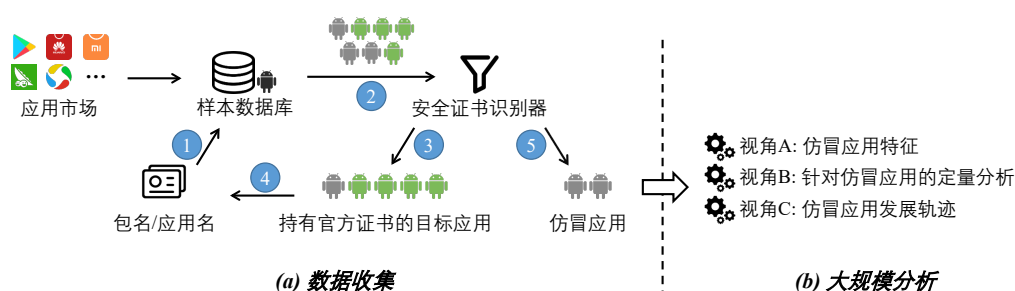 应用市场
样本数据库
安全证书识别器
1
2
3
4
5
包名/应用名
持有官方证书的目标应用
仿冒应用
视角A: 仿冒应用特征
视角B: 针对仿冒应用的定量分析
视角C: 仿冒应用发展轨迹
(a) 数据收集
(b) 大规模分析